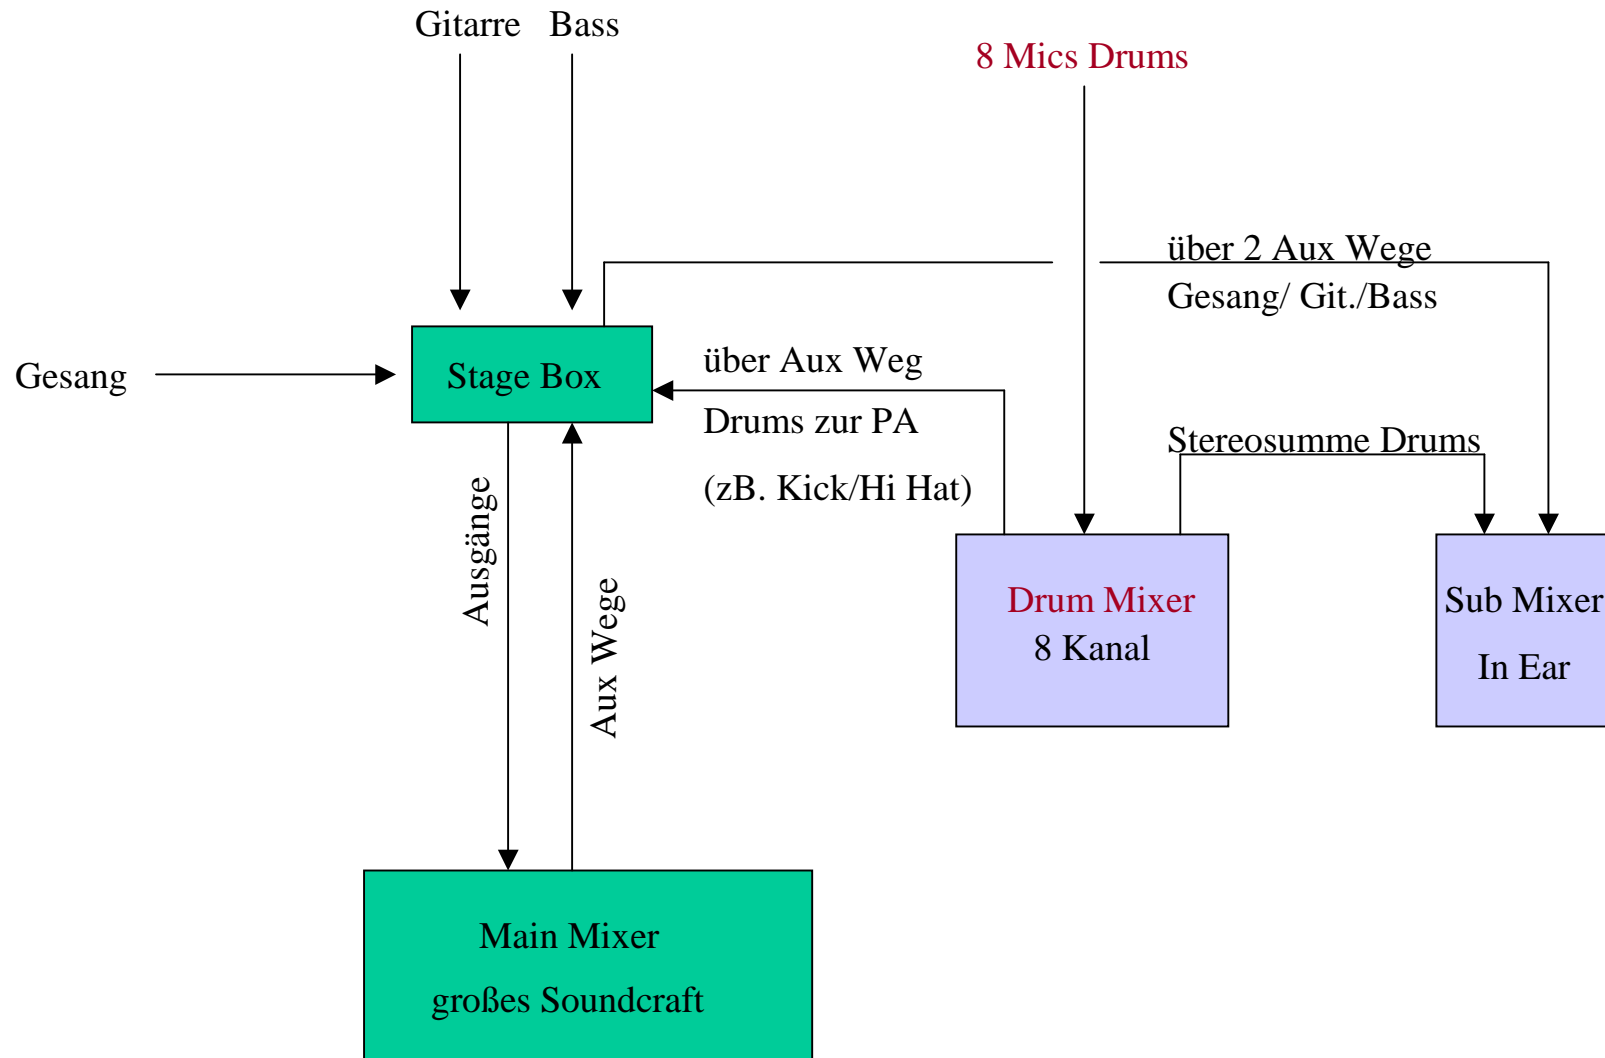 Gitarre Bass
8 Mics Drums
über 2 Aux Wege
Gesang/ Git./Bass
Gesang
Stage Box
über Aux Weg
Drums zur PA
(zB. Kick/Hi Hat)
Stereosumme Drums
Ausgänge
Aux Wege
Drum Mixer
8 Kanal
Sub Mixer
In Ear
Main Mixer
großes Soundcraft